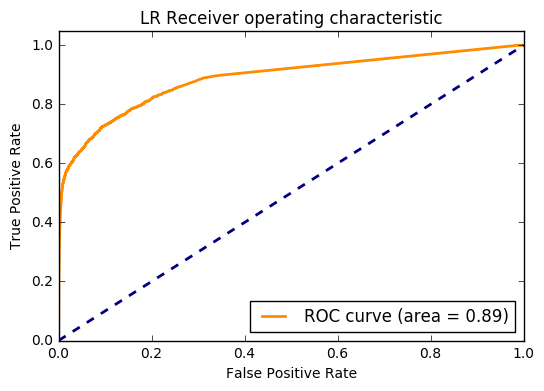 LR Receiver operating characteristic
True Positive Rate
1.0
0.8
0.6
0.4
0.2
0.0
ROC curve (area = 0.89)
0.0 0.2 0.4 0.6 0.8 1.0
False Positive Rate